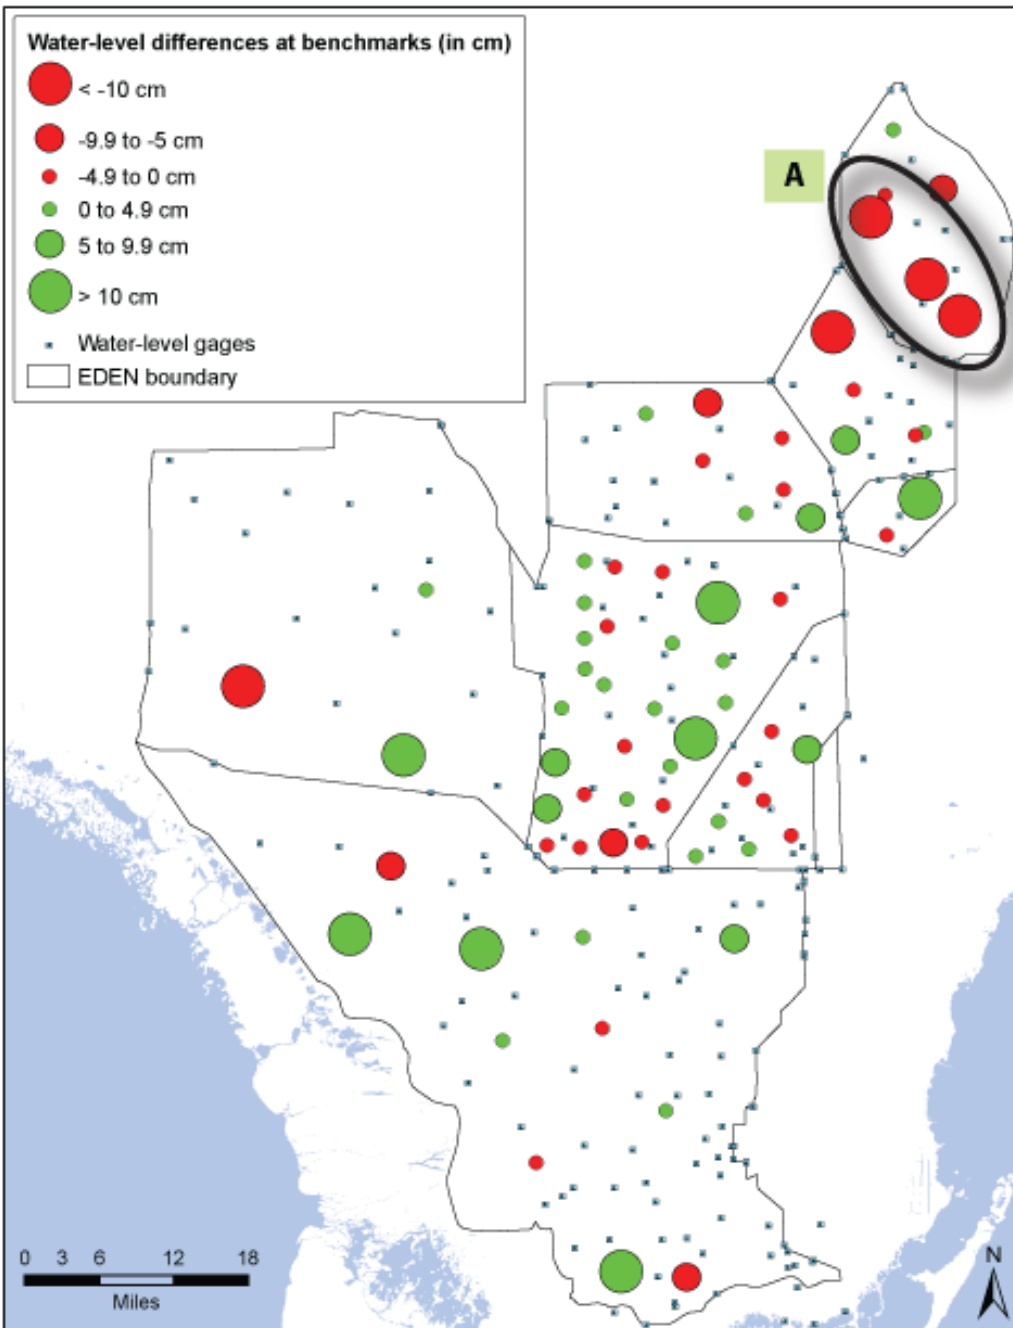 Water-level differences at benchmarks (in cm)
< -10 cm
-9.9 to -5 cm
-4.9 to 0 cm
0 to 4.9 cm
5 to 9.9 cm
> 10 cm
Water-level gages
EDEN boundary
A
0 3 6 12 18
Miles
N